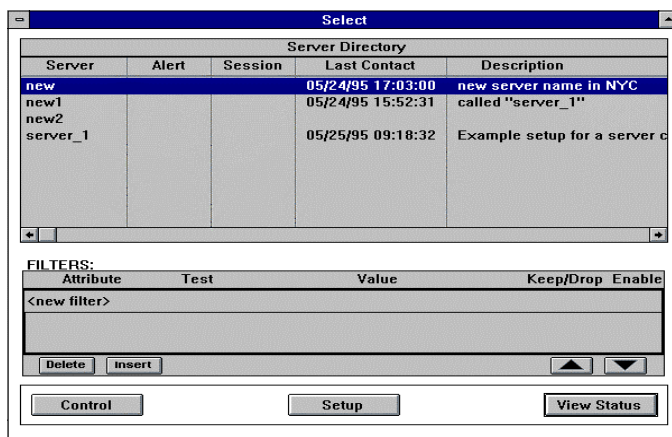 Select
Server Directory
Server Alert Session Last Contact Description
new 05/24/95 17:03:00 new server name in NYC
new1 05/24/95 15:52:31 called "server_1"
new2
server_1 05/25/95 09:18:32 Example setup for a server c
FILTERS:
Attribute Test Value Keep/Drop Enable
<new filter>
Delete Insert
Control Setup View Status